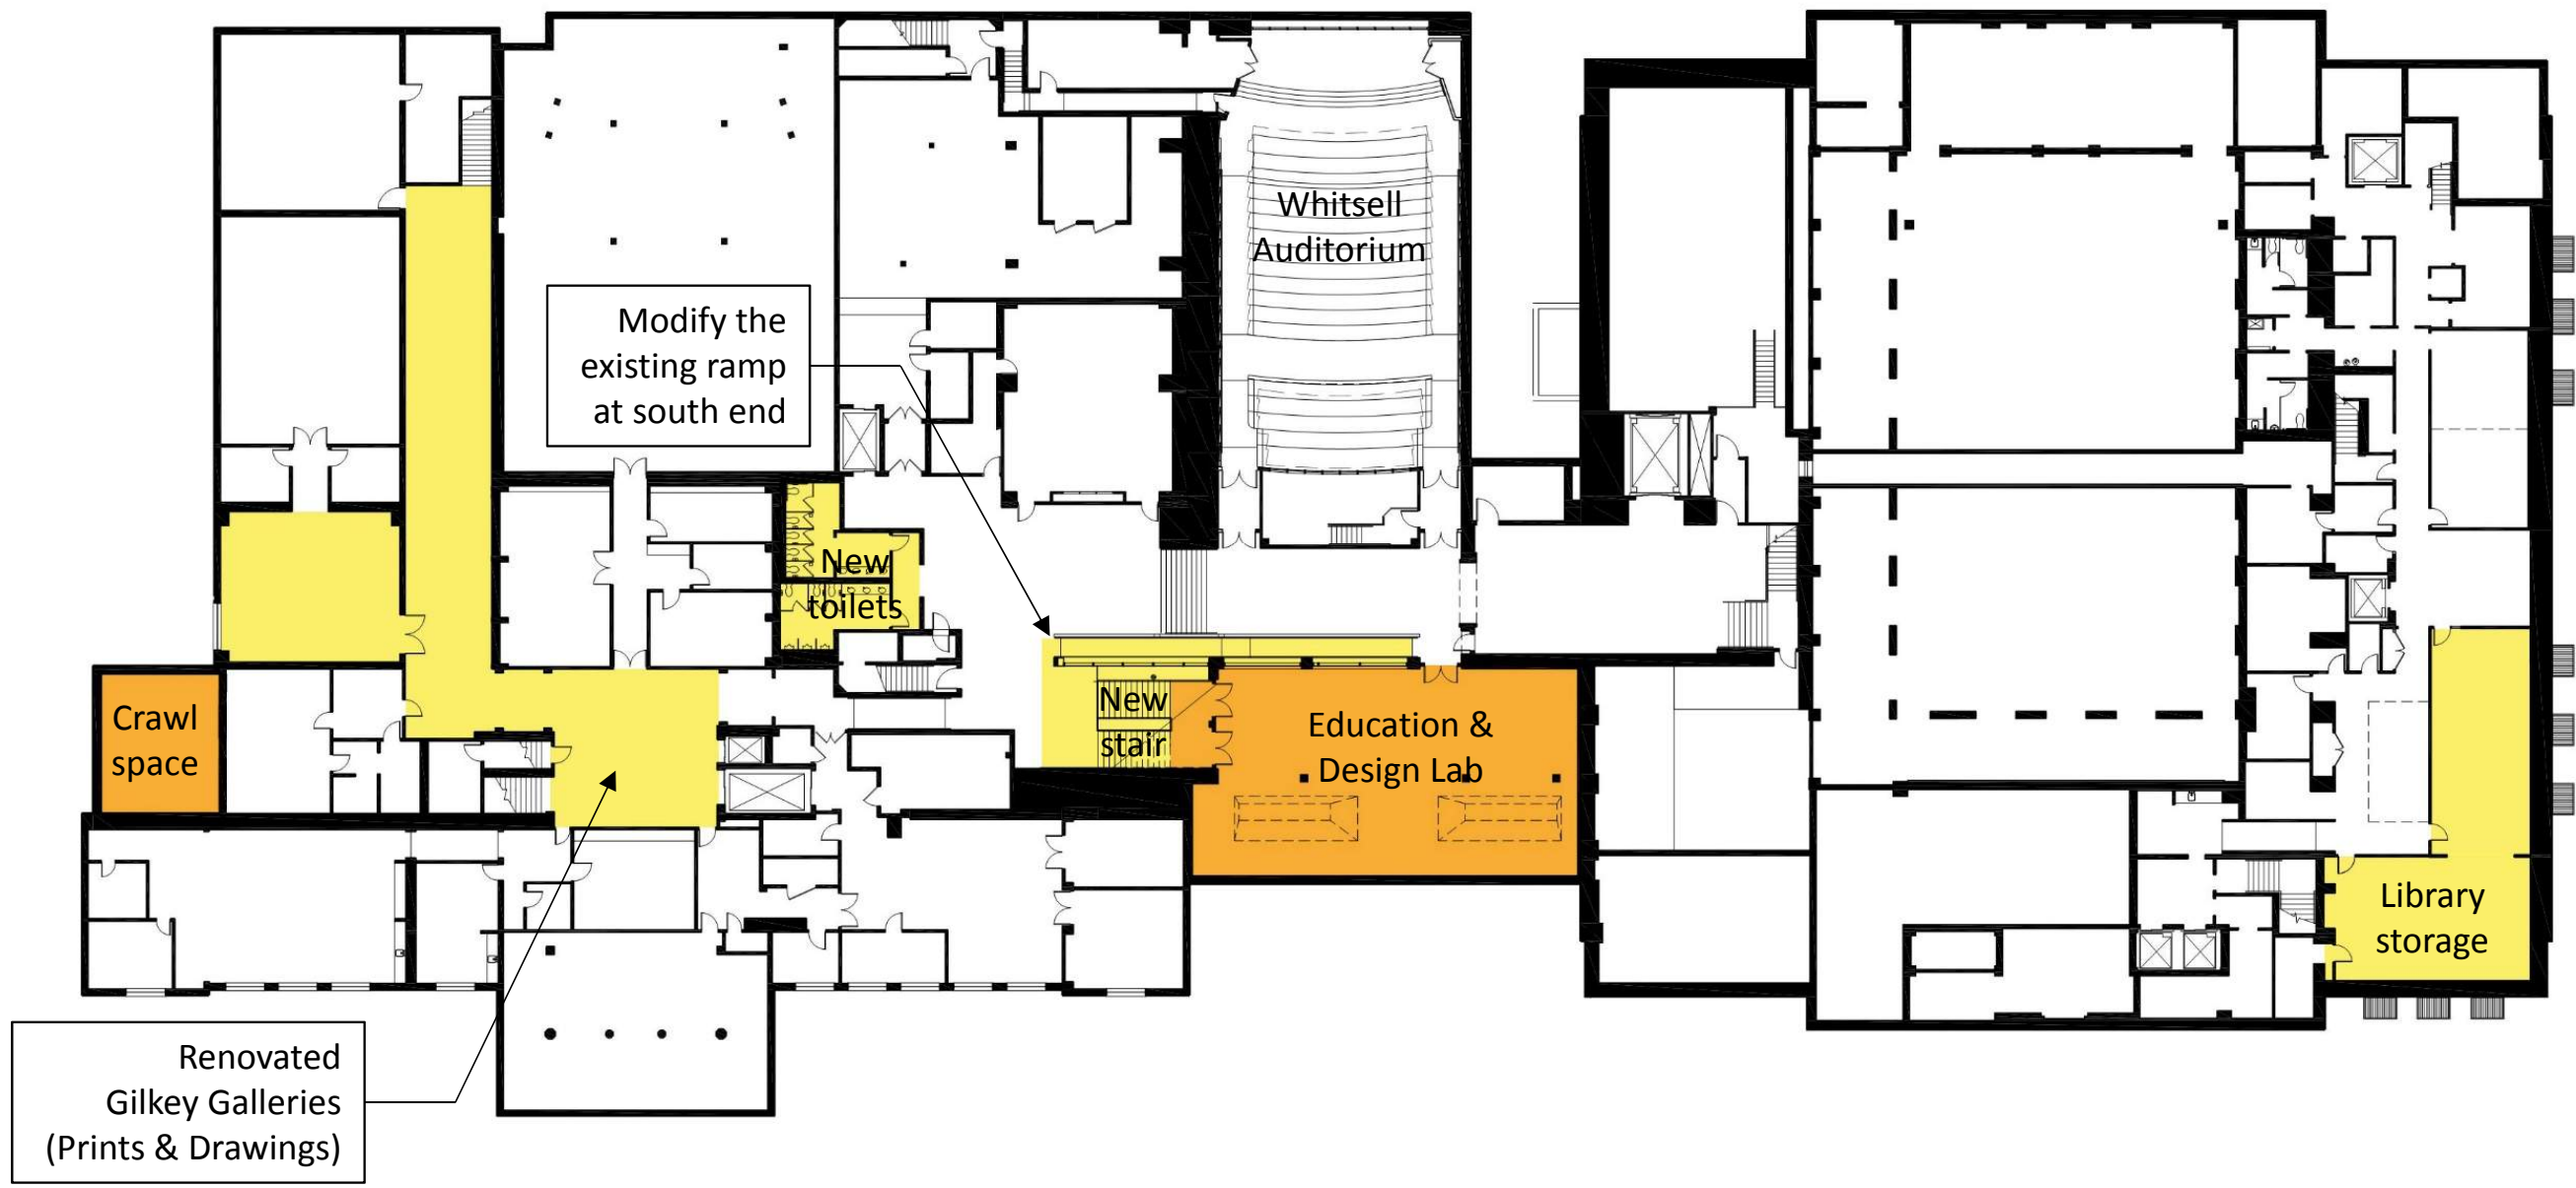 Whitsell
Auditorium
Modify the
existing ramp
at south end
New
toilets
Crawl
space
New
stair
Education &
Design Lab
Library
storage
Renovated
Gilkey Galleries
(Prints & Drawings)